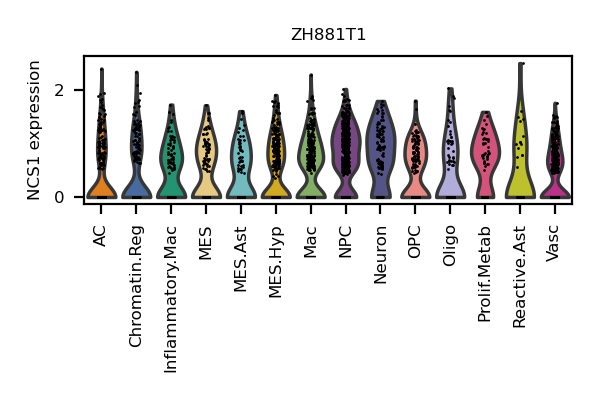 ZH881T1
NCS1 expression
2
0
AC
Chromatin.Reg
Inflammatory.Mac
MES
MES.Ast
MES.Hyp
Mac
NPC
Neuron
OPC
Oligo
Prolif.Metab
Reactive.Ast
Vasc